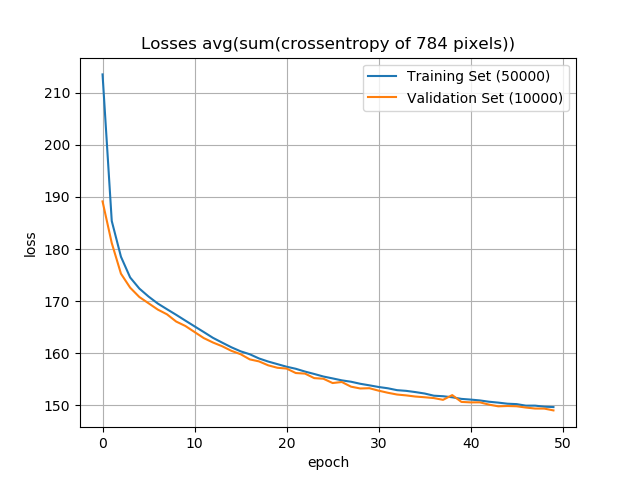 Losses avg(sum(crossentropy of 784 pixels))
Training Set (50000)
Validation Set (10000)
210
200
190
180
170
160
150
loss
0 10 20 30 40 50
epoch